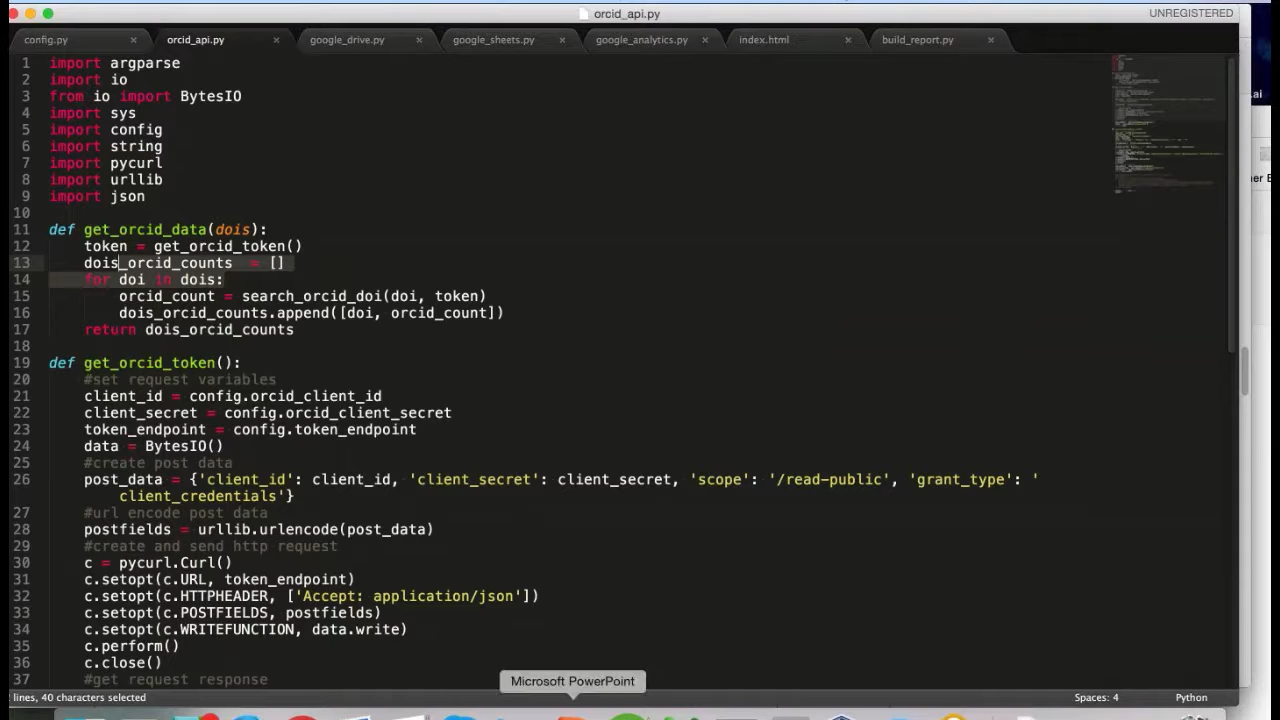 orcid_api.py
UNREGISTERED
config.py
orcid_api.py
google_drive.py
google_sheets.py
google_analytics.py
index.html
build_report.py
1 import argparse
2 import io
3 from io import BytesIO
4 import sys
5 import config
6 import string
7 import pycurl
8 import urllib
9 import json
10
11 def get_orcid_data(dois):
12 token = get_orcid_token()
13 dois_orcid_counts = []
14 for doi in dois:
15 orcid_count = search_orcid_doi(doi, token)
16 dois_orcid_counts.append([doi, orcid_count])
17 return dois_orcid_counts
18
19 def get_orcid_token():
20 #set request variables
21 client_id = config.orcid_client_id
22 client_secret = config.orcid_client_secret
23 token_endpoint = config.token_endpoint
24 data = BytesIO()
25 #create post data
26 post_data = {'client_id': client_id, 'client_secret': client_secret, 'scope': '/read-public', 'grant_type': '
client_credentials'}
27 #url encode post data
28 postfields = urllib.urlencode(post_data)
29 #create and send http request
30 c = pycurl.Curl()
31 c.setopt(c.URL, token_endpoint)
32 c.setopt(c.HTTPHEADER, ['Accept: application/json'])
33 c.setopt(c.POSTFIELDS, postfields)
34 c.setopt(c.WRITEFUNCTION, data.write)
35 c.perform()
36 c.close()
37 #get request response
Microsoft PowerPoint
lines, 40 characters selected
Spaces: 4
Python